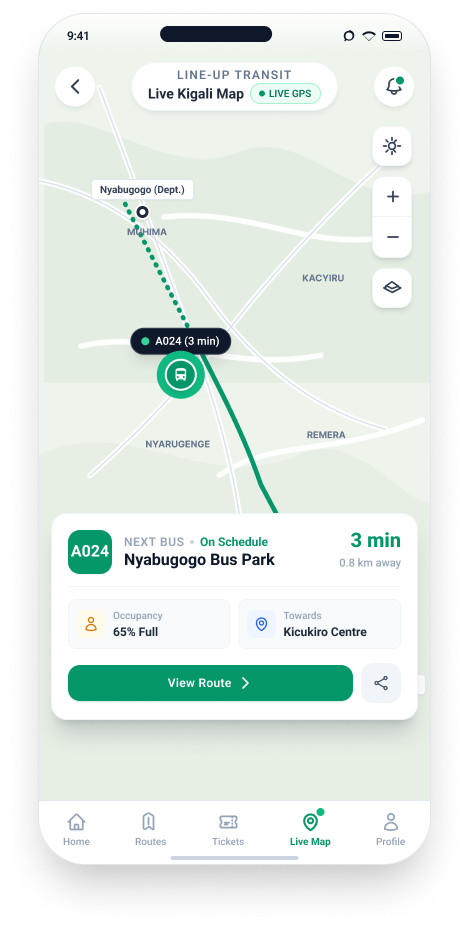 9:41
LINE-UP TRANSIT
Live Kigali Map
LIVE GPS
Nyabugogo (Dept.)
MUHIMA
KACYIRU
A024 (3 min)
NYARUGENGE
REMERA
A024
NEXT BUS • On Schedule
Nyabugogo Bus Park
3 min
0.8 km away
Occupancy
65% Full
Towards
Kicukiro Centre
View Route
Home
Routes
Tickets
Live Map
Profile